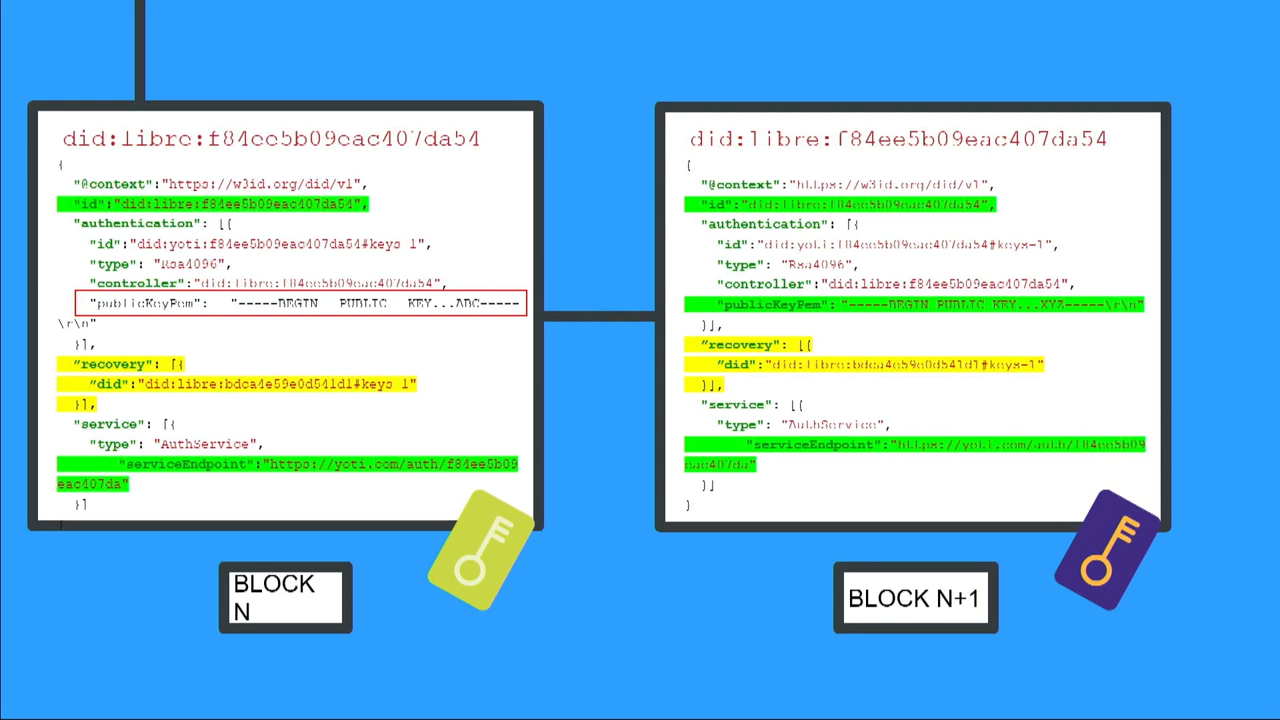 did:libre:f84ee5b09eac407da54
{
"@context":"https://w3id.org/did/v1",
"id":"did:libre:f84ee5b09eac407da54",
"authentication": [{
"id":"did:yoti:f84ee5b09eac407da54#keys-1",
"type": "Rsa4096",
"controller":"did:libre:f84ee5b09eac407da54",
"publicKeyPem": "-----BEGIN PUBLIC KEY...ABC-----
\r\n"
}],
"recovery": [{
"did":"did:libre:bdca4e59e0d541d1#keys-1"
}],
"service": [{
"type": "AuthService",
"serviceEndpoint":"https://yoti.com/auth/f84ee5b09
eac407da"
}]
}
BLOCK
N
did:libre:f84ee5b09eac407da54
{
"@context":"https://w3id.org/did/v1",
"id":"did:libre:f84ee5b09eac407da54",
"authentication": [{
"id":"did:yoti:f84ee5b09eac407da54#keys-1",
"type": "Rsa4096",
"controller":"did:libre:f84ee5b09eac407da54",
"publicKeyPem": "-----BEGIN PUBLIC KEY...XYZ-----\r\n"
}],
"recovery": [{
"did":"did:libre:bdca4e59e0d541d1#keys-1"
}],
"service": [{
"type": "AuthService",
"serviceEndpoint":"https://yoti.com/auth/f84ee5b09
eac407da"
}]
}
BLOCK N+1